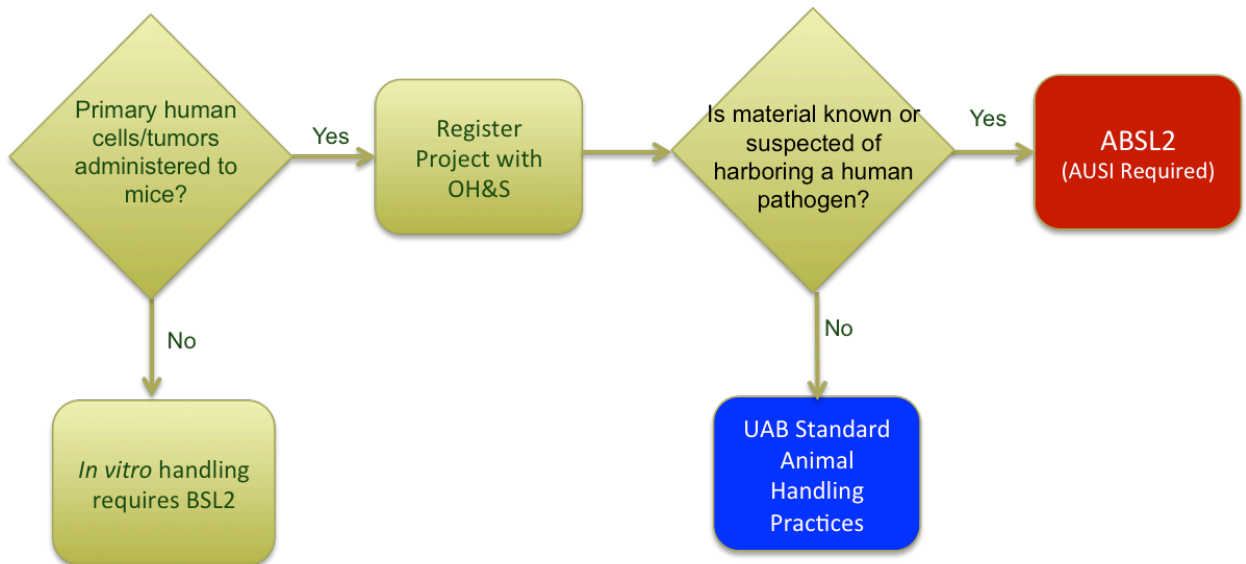 Primary human
cells/tumors
administered to
mice?
Yes
Register
Project with
OH&S
Is material known or
suspected of
harboring a human
pathogen?
Yes
ABSL2
(AUSI Required)
No
In vitro handling
requires BSL2
No
UAB Standard
Animal
Handling
Practices